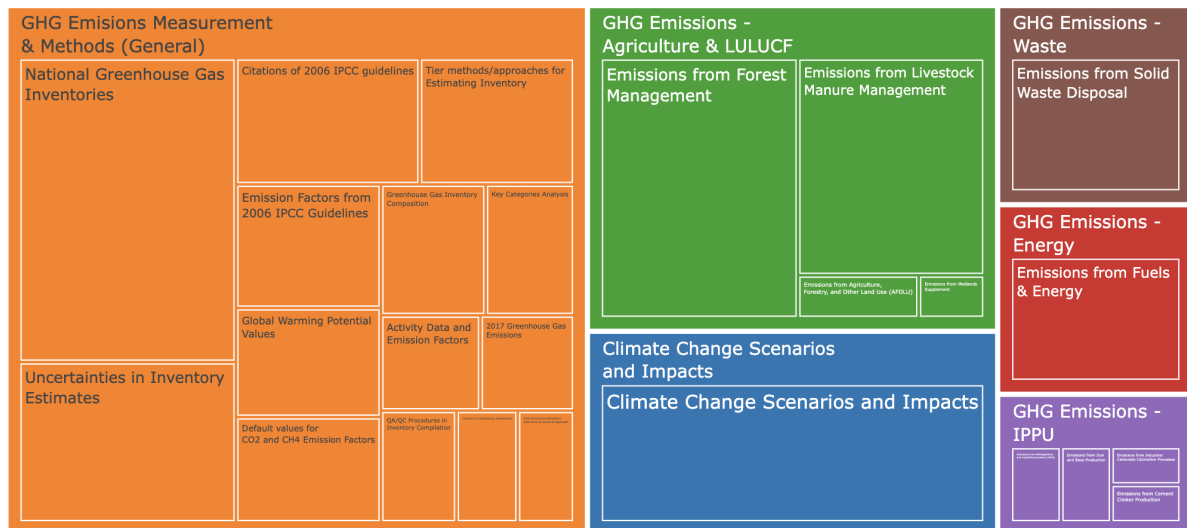 GHG Emisions Measurement
& Methods (General)
National Greenhouse Gas
Inventories
Uncertainties in Inventory
Estimates
Citations of 2006 IPCC guidelines
Tier methods/approaches for
Estimating Inventory
Emission Factors from
2006 IPCC Guidelines
Greenhouse Gas Inventory
Composition
Key Categories Analysis
Global Warming Potential
Values
Activity Data and
Emission Factors
2017 Greenhouse Gas
Emissions
Default values for
CO2 and CH4 Emission Factors
QA/QC Procedures in
Inventory Compilation
GHG Emissions -
Agriculture & LULUCF
Emissions from Forest
Management
Emissions from Livestock
Manure Management
Emissions from Agriculture,
Forestry, and Other Land Use (AFOLU)
Emissions from Wetlands
Supplement
Climate Change Scenarios
and Impacts
Climate Change Scenarios and Impacts
GHG Emissions -
Waste
Emissions from Solid
Waste Disposal
GHG Emissions -
Energy
Emissions from Fuels
& Energy
GHG Emissions -
IPPU
Emissions from Iron
and Steel Production
Emissions from Industrial
Carbonate Calcination Processes
Emissions from Cement
Clinker Production